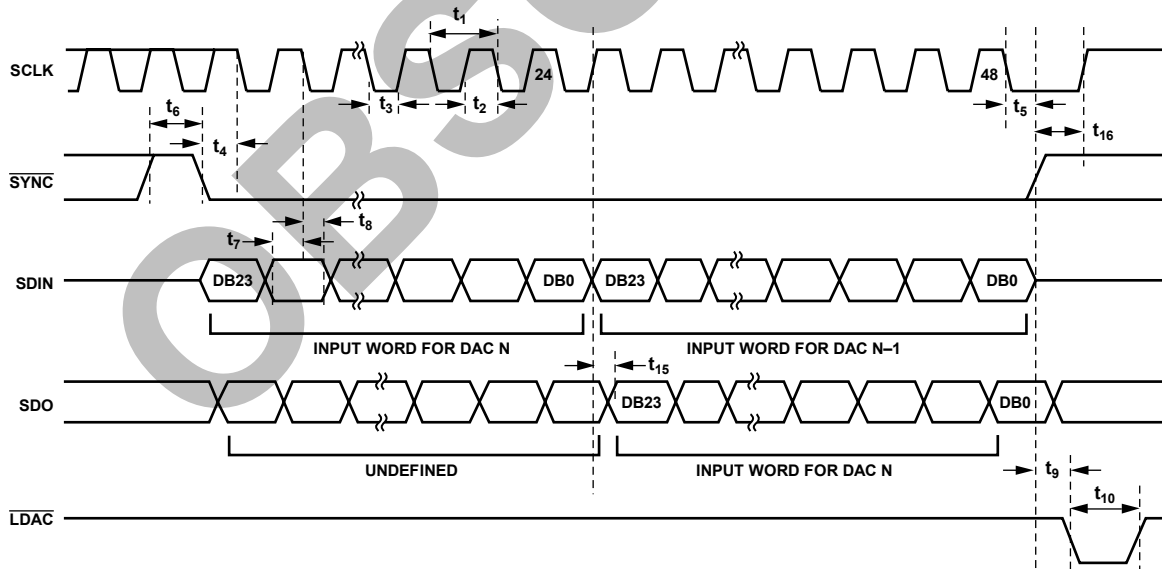 OBSO
t1
SCLK
24
48
t3
t2
t5
t6
t4
t16
SYNC
t7
t8
SDIN
DB23
DB0
DB23
DB0
INPUT WORD FOR DAC N
INPUT WORD FOR DAC N–1
t15
SDO
DB23
DB0
UNDEFINED
INPUT WORD FOR DAC N
t9
t10
LDAC